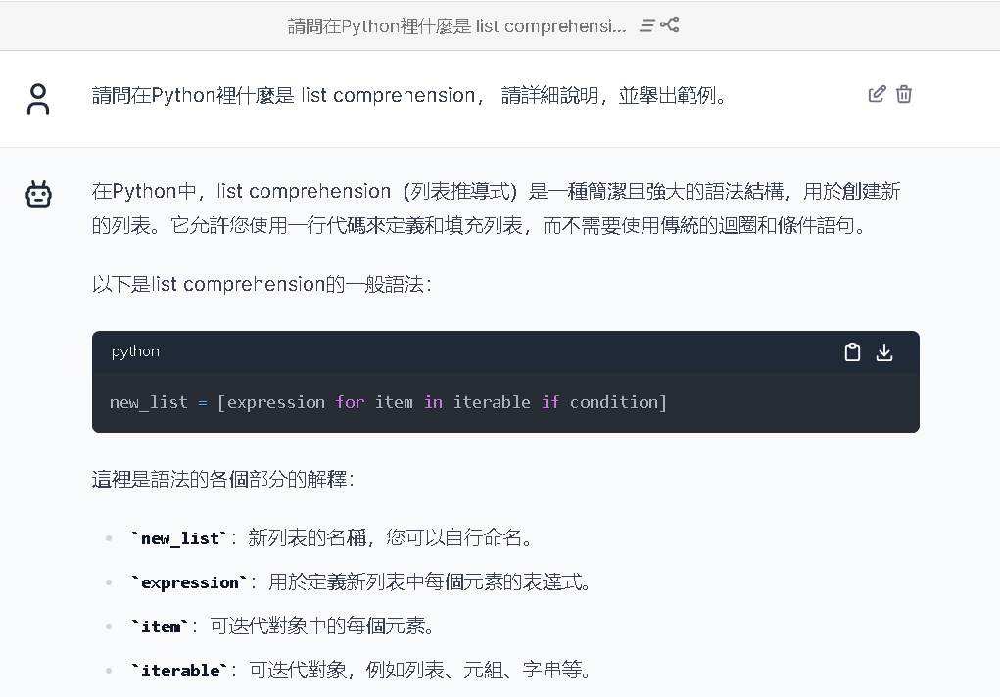 請問在Python裡什麼是 list comprehensi...
請問在Python裡什麼是 list comprehension， 請詳細說明，並舉出範例。
在Python中，list comprehension（列表推導式）是一種簡潔且強大的語法結構，用於創建新
的列表。它允許您使用一行代碼來定義和填充列表，而不需要使用傳統的迴圈和條件語句。
以下是list comprehension的一般語法：
python
new_list = [expression for item in iterable if condition]
這裡是語法的各個部分的解釋：
`new_list`：新列表的名稱，您可以自行命名。
`expression`：用於定義新列表中每個元素的表達式。
`item`：可迭代對象中的每個元素。
`iterable`：可迭代對象，例如列表、元組、字串等。